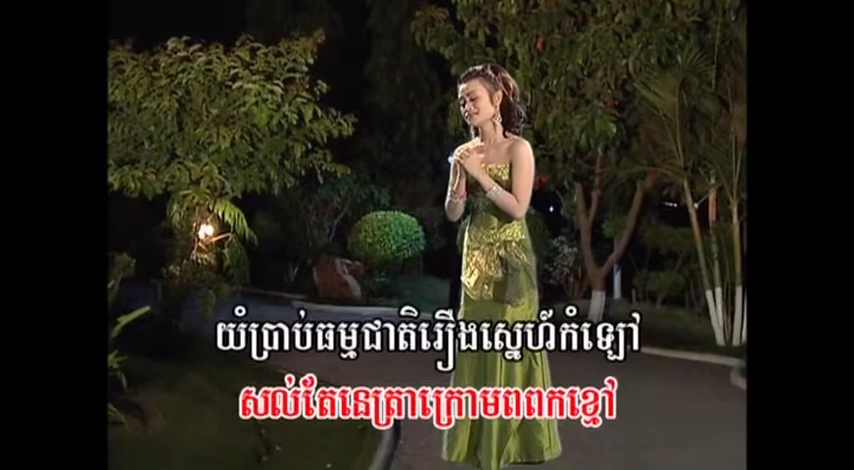 យំប្រាប់ធម្មជាតិរឿងស្នេហ៍កំឡៅ
សល់តែនេត្រាក្រោមពពកខ្មៅ